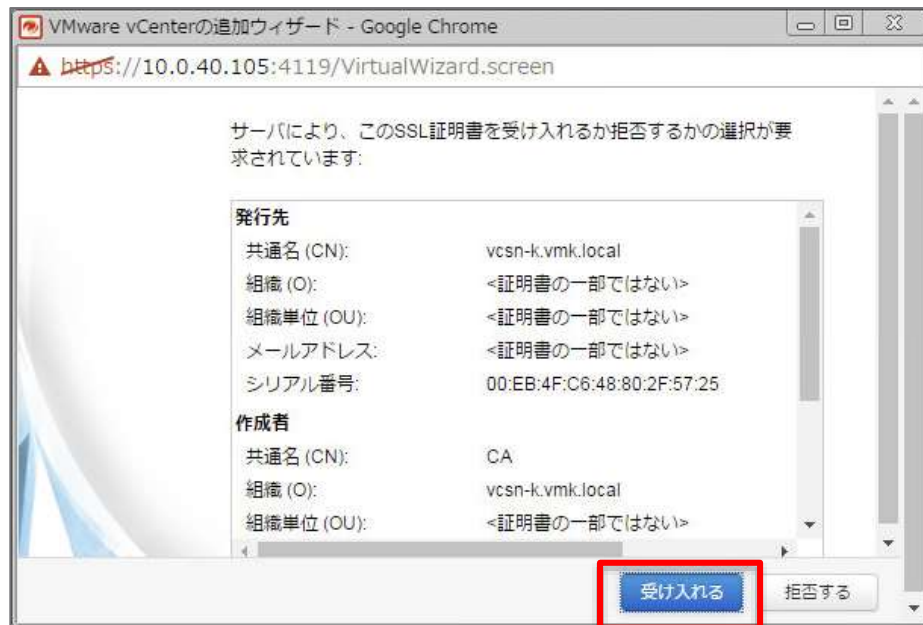 VMware vCenterの追加ウィザード - Google Chrome
https://10.0.40.105:4119/VirtualWizard.screen
サーバにより、このSSL証明書を受け入れるか拒否するかの選択が要
求されています:
発行先
共通名 (CN): vcsn-k.vmk.local
組織 (O): <証明書の一部ではない>
組織単位 (OU): <証明書の一部ではない>
メールアドレス: <証明書の一部ではない>
シリアル番号: 00:EB:4F:C6:48:80:2F:57:25
作成者
共通名 (CN): CA
組織 (O): vcsn-k.vmk.local
組織単位 (OU): <証明書の一部ではない>
受け入れる 拒否する